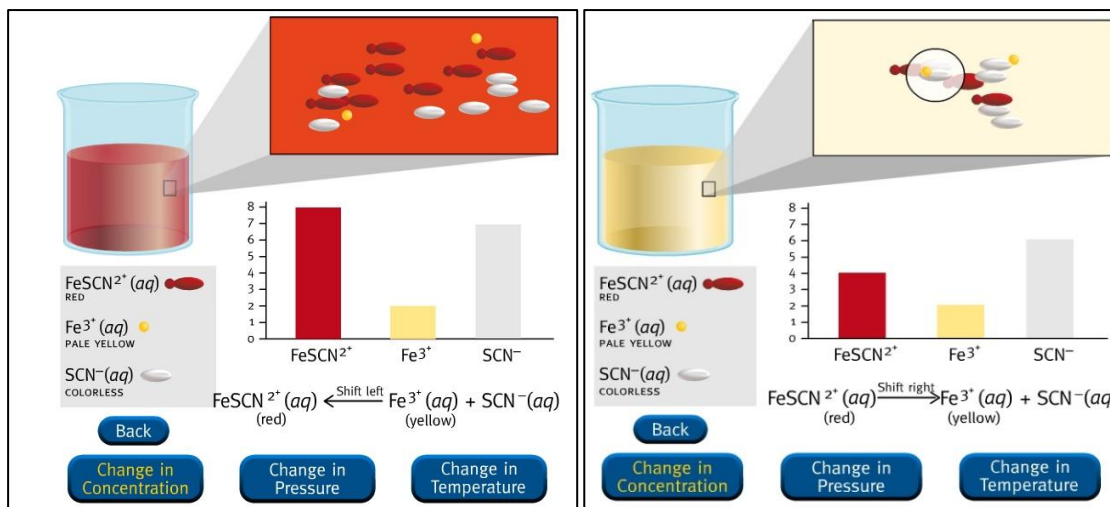 8
7
6
5
4
3
2
1
0
FeSCN²⁺ Fe³⁺ SCN⁻
FeSCN²⁺(aq)
RED
Fe³⁺(aq)
PALE YELLOW
SCN⁻(aq)
COLORLESS
Shift left
FeSCN²⁺(aq) ⟵ Fe³⁺(aq) + SCN⁻(aq)
(red) (yellow)
Back
Change in
Concentration
Change in
Pressure
Change in
Temperature
8
7
6
5
4
3
2
1
0
FeSCN²⁺ Fe³⁺ SCN⁻
FeSCN²⁺(aq)
RED
Fe³⁺(aq)
PALE YELLOW
SCN⁻(aq)
COLORLESS
Shift right
FeSCN²⁺(aq) ⟶ Fe³⁺(aq) + SCN⁻(aq)
(red) (yellow)
Back
Change in
Concentration
Change in
Pressure
Change in
Temperature